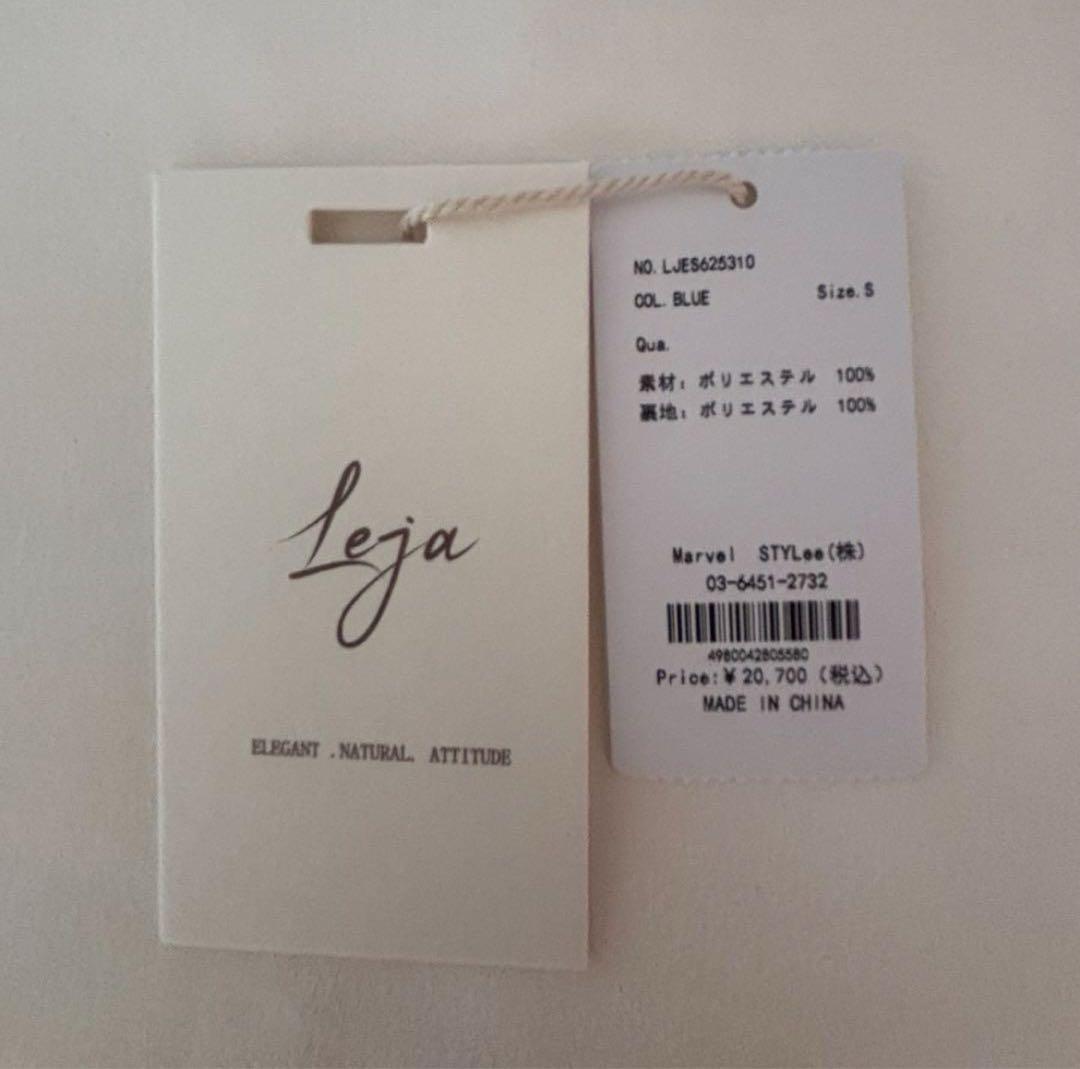 Leja
ELEGANT .NATURAL. ATTITUDE
NO. LJES625310
COL. BLUE Size. S
Qua.
素材: ポリエステル 100%
裏地: ポリエステル 100%
Marvel STYLee(株)
03-6451-2732
4980042805580
Price:¥20,700 (税込)
MADE IN CHINA